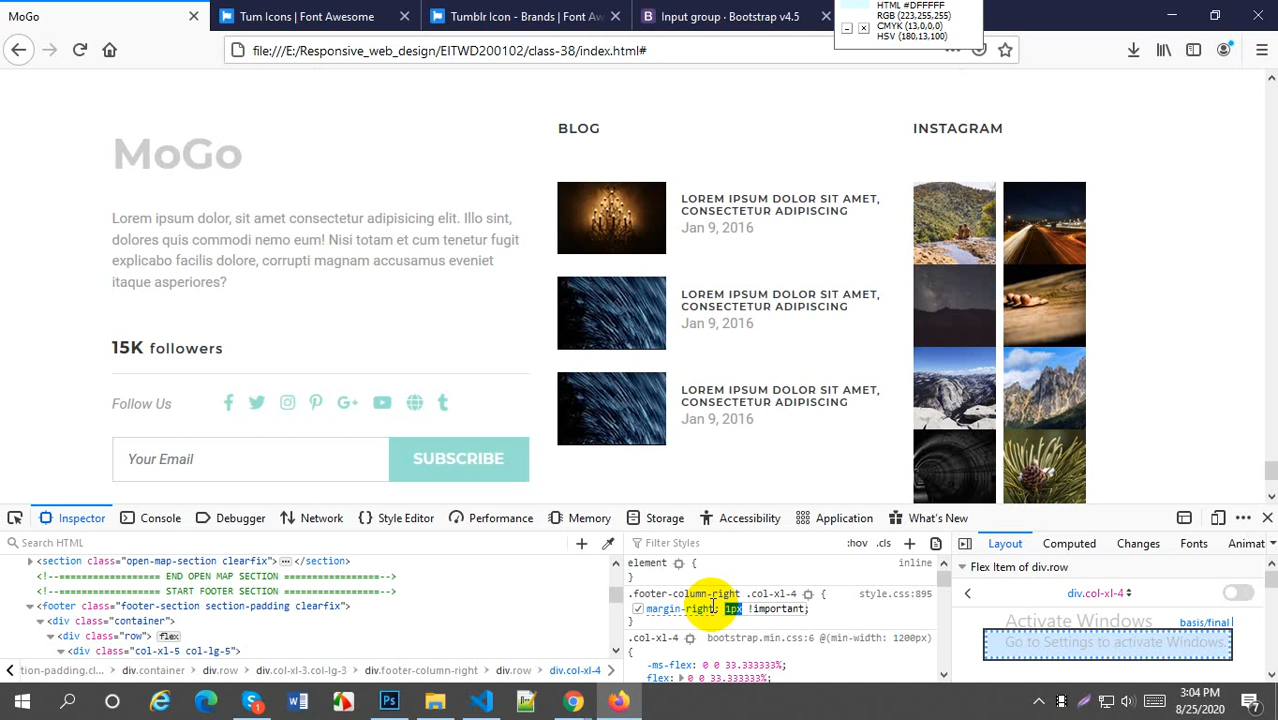 MoGo
Tum Icons | Font Awesome
Tumblr Icon - Brands | Font Aw
Input group · Bootstrap v4.5
HTML #DFFFFF
RGB (223,255,255)
CMYK (13,0,0,0)
HSV (180,13,100)
file:///E:/Responsive_web_design/EITWD200102/class-38/index.html#
MoGo
Lorem ipsum dolor, sit amet consectetur adipisicing elit. Illo sint,
dolores quis commodi nemo eum! Nisi totam et cum tenetur fugit
explicabo facilis dolore, corrupti magnam accusamus eveniet
itaque asperiores?
15K followers
Follow Us
Your Email
SUBSCRIBE
BLOG
LOREM IPSUM DOLOR SIT AMET,
CONSECTETUR ADIPISCING
Jan 9, 2016
LOREM IPSUM DOLOR SIT AMET,
CONSECTETUR ADIPISCING
Jan 9, 2016
LOREM IPSUM DOLOR SIT AMET,
CONSECTETUR ADIPISCING
Jan 9, 2016
INSTAGRAM
Inspector
Console
Debugger
Network
Style Editor
Performance
Memory
Storage
Accessibility
Application
What's New
Search HTML
<section class="open-map-section clearfix"> </section>
<!--=================== END OPEN MAP SECTION ================-->
<!--=================== START FOOTER SECTION ================-->
<footer class="footer-section section-padding clearfix">
<div class="container">
<div class="row"> flex
<div class="col-xl-5 col-lg-5">
tion-padding.cl…
div.container
div.row
div.col-xl-3.col-lg-3
div.footer-column-right
div.row
div.col-xl-4
Filter Styles
:hov .cls
element {
inline
}
.footer-column-right .col-xl-4 {
style.css:895
margin-right: 1px !important;
}
.col-xl-4
bootstrap.min.css:6 @(min-width: 1200px)
{
-ms-flex: 0 0 33.333333%;
flex: 0 0 33.333333%;
Layout
Computed
Changes
Fonts
Animat
Flex Item of div.row
div.col-xl-4
basis/final
Activate Windows
Go to Settings to activate Windows.
3:04 PM
8/25/2020